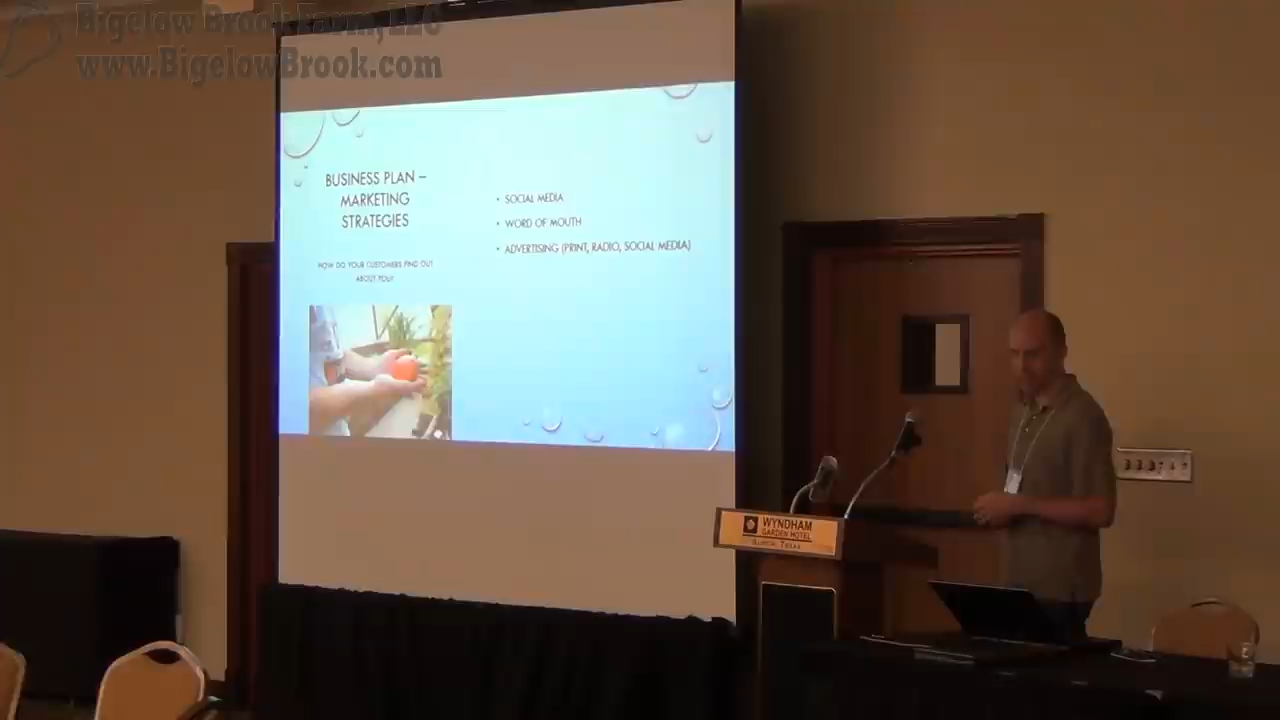 Bigelow Brook Farm, LLC
www.BigelowBrook.com
BUSINESS PLAN –
MARKETING
STRATEGIES
HOW DO YOUR CUSTOMERS FIND OUT
ABOUT YOU?
• SOCIAL MEDIA
• WORD OF MOUTH
• ADVERTISING (PRINT, RADIO, SOCIAL MEDIA)
WYNDHAM
GARDEN HOTEL
Texas